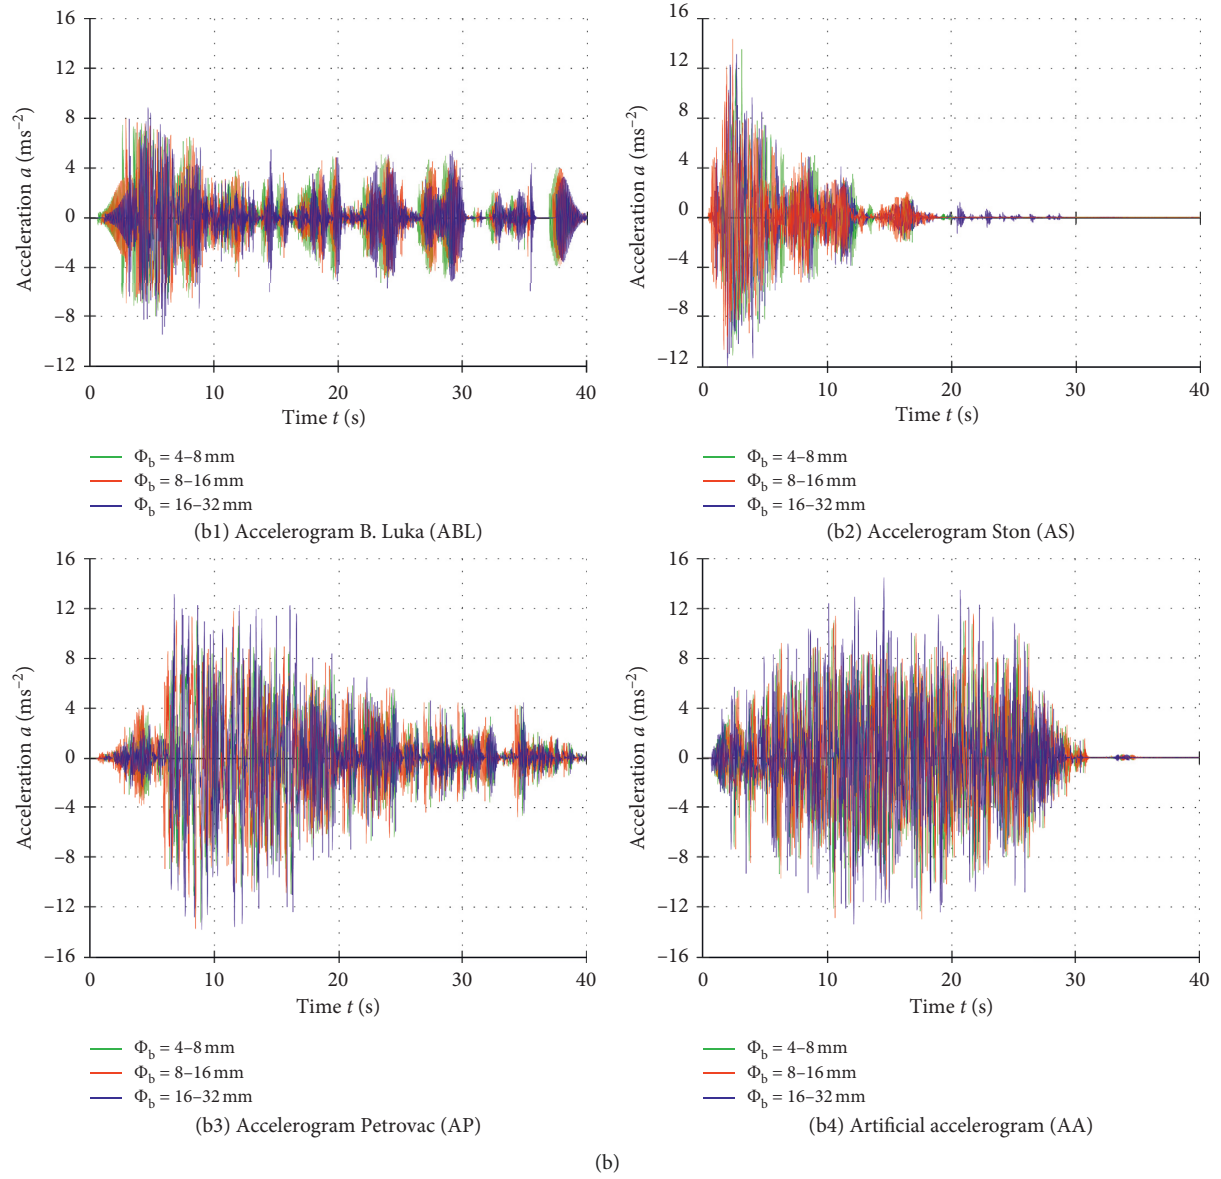 16
12
8
4
0
−4
−8
−12
Acceleration a (ms−2)
0 10 20 30 40
Time t (s)
Φb = 4–8 mm
Φb = 8–16 mm
Φb = 16–32 mm
(b1) Accelerogram B. Luka (ABL)
16
12
8
4
0
−4
−8
−12
Acceleration a (ms−2)
0 10 20 30 40
Time t (s)
Φb = 4–8 mm
Φb = 8–16 mm
Φb = 16–32 mm
(b2) Accelerogram Ston (AS)
16
12
8
4
0
−4
−8
−12
−16
Acceleration a (ms−2)
0 10 20 30 40
Time t (s)
Φb = 4–8 mm
Φb = 8–16 mm
Φb = 16–32 mm
(b3) Accelerogram Petrovac (AP)
16
12
8
4
0
−4
−8
−12
−16
Acceleration a (ms−2)
0 10 20 30 40
Time t (s)
Φb = 4–8 mm
Φb = 8–16 mm
Φb = 16–32 mm
(b4) Artificial accelerogram (AA)
(b)